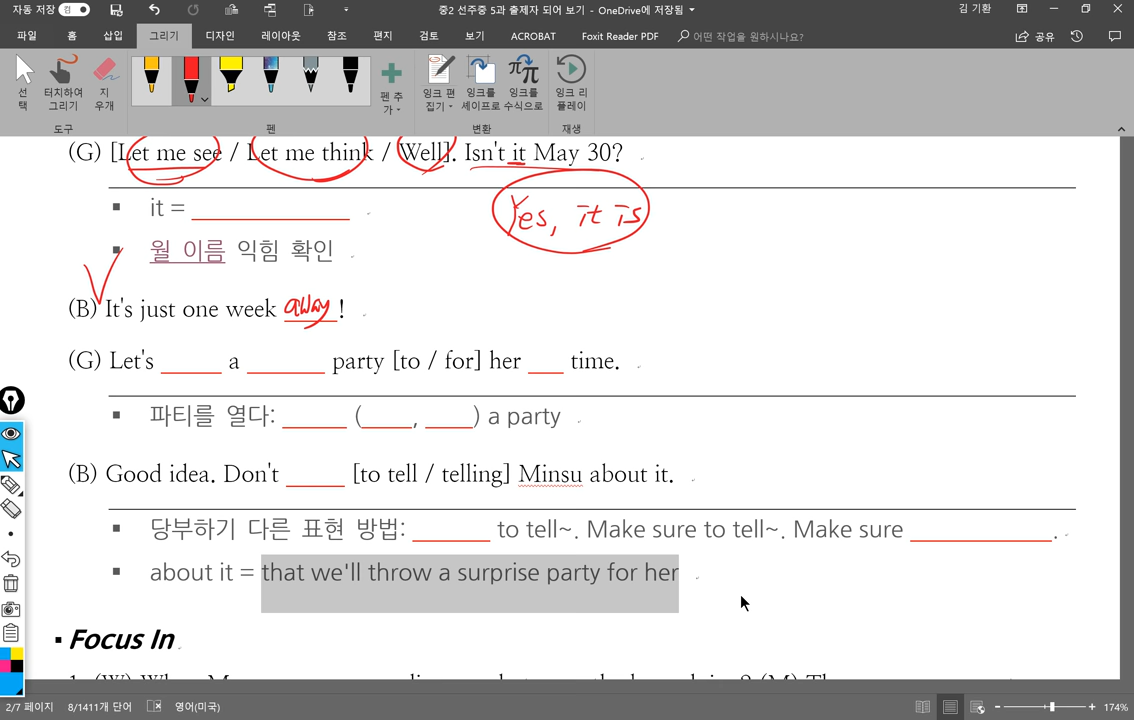 자동 저장 켬 중2 선주중 5과 출제자 되어 보기 - OneDrive에 저장됨 김 기환
파일 홈 삽입 그리기 디자인 레이아웃 참조 편지 검토 보기 ACROBAT Foxit Reader PDF 어떤 작업을 원하시나요? 공유
선택 터치하여 그리기 지우개 펜 추가 잉크 편집기 잉크를 셰이프로 잉크를 수식으로 잉크 리플레이
도구 펜 변환 재생
(G) [Let me see / Let me think / Well]. Isn't it May 30?
▪ it = ____
Yes, it is
▪ 월 이름 익힘 확인
(B) It's just one week away !
(G) Let's ____ a ____ party [to / for] her ____ time.
▪ 파티를 열다: ____ (____, ____) a party
(B) Good idea. Don't ____ [to tell / telling] Minsu about it.
▪ 당부하기 다른 표현 방법: ____ to tell~. Make sure to tell~. Make sure ____.
▪ about it = that we'll throw a surprise party for her
▪ Focus In
2/7 페이지 8/1411개 단어 영어(미국) 174%